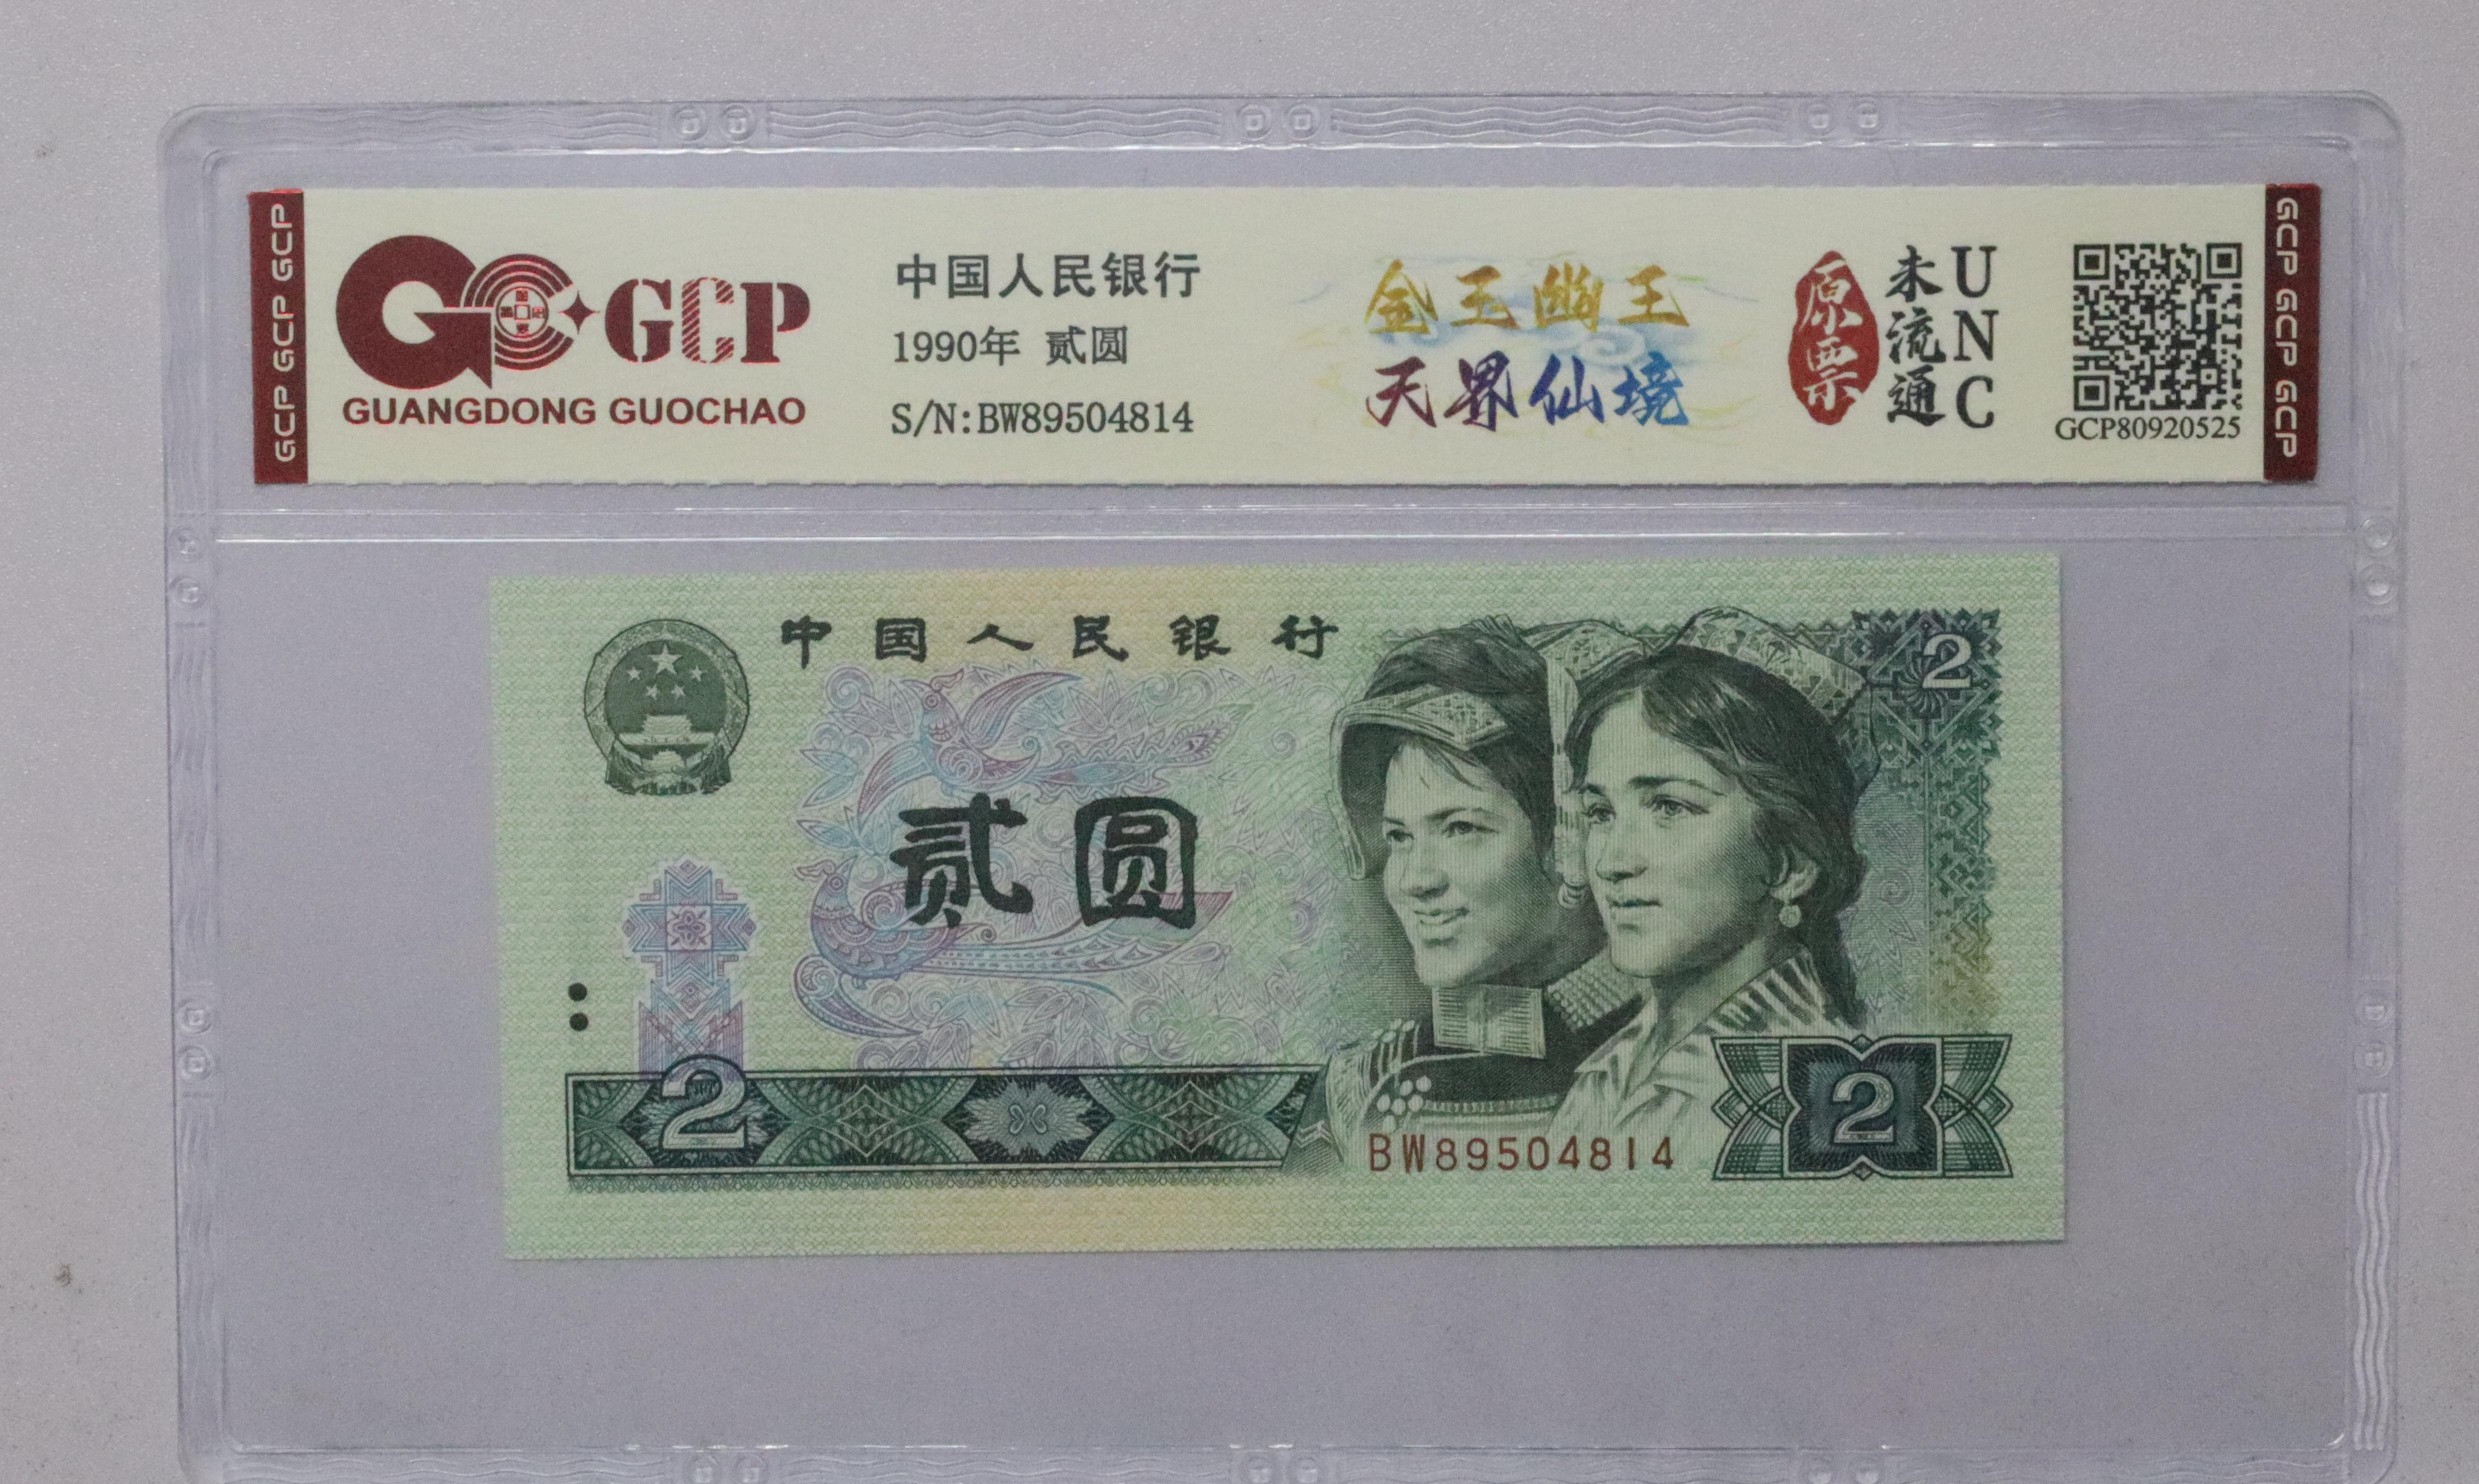 GCP GCP GCP
GCP
GUANGDONG GUOCHAO
中国人民银行
1990年 贰圆
S/N:BW89504814
金玉幽王
天界仙境
原票
未流通
UNC
GCP80920525
GCP GCP GCP
中国人民银行
2
贰圆
2
BW89504814
2